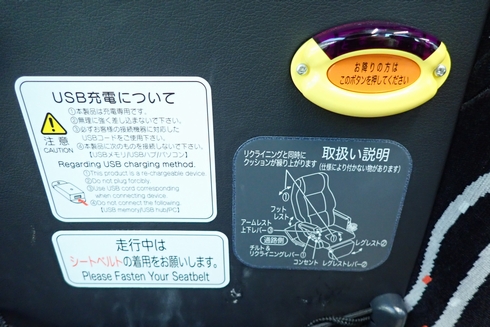 お降りの方は
このボタンを押してください
USB充電について
注意
CAUTION
①本製品は充電専用です。
②無理に強く差し込まないで下さい。
③必ずお客様の接続機器に対応した
USBコードをご使用下さい。
④本製品に次のものを接続しないで下さい。
【USBメモリ/USBハブ/パソコン】
Regarding USB charging method.
①This product is a re-chargeable device.
②Do not plug forcibly.
③Use USB cord corresponding
when connecting device.
④Do not connect the following.
【USB memory/USB hub/PC】
走行中は
シートベルトの着用をお願いします。
Please Fasten Your Seatbelt
取扱い説明
(仕様により付かない物があります)
リクライニングと同時に
クッションが繰り上がります
フット
レスト
アームレスト
上下レバー③
通路側
チルト&
リクライニングレバー①
コンセント
レッグレスト②
レッグレストレバー②